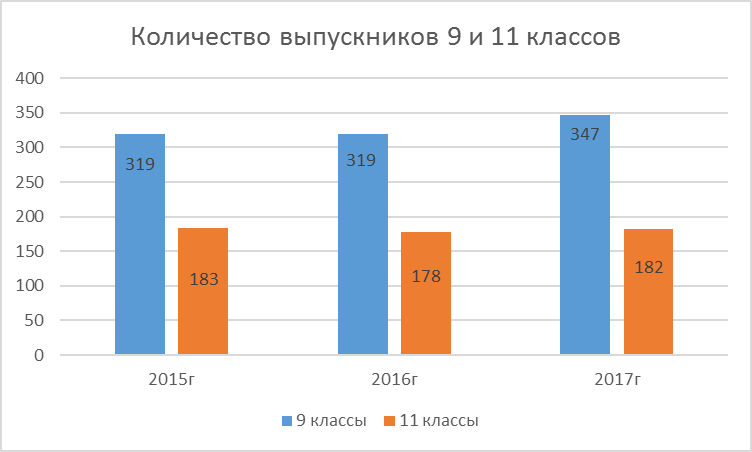 Количество выпускников 9 и 11 классов
400
350
300
250
200
150
100
50
0
319
183
319
178
347
182
2015г
2016г
2017г
9 классы
11 классы